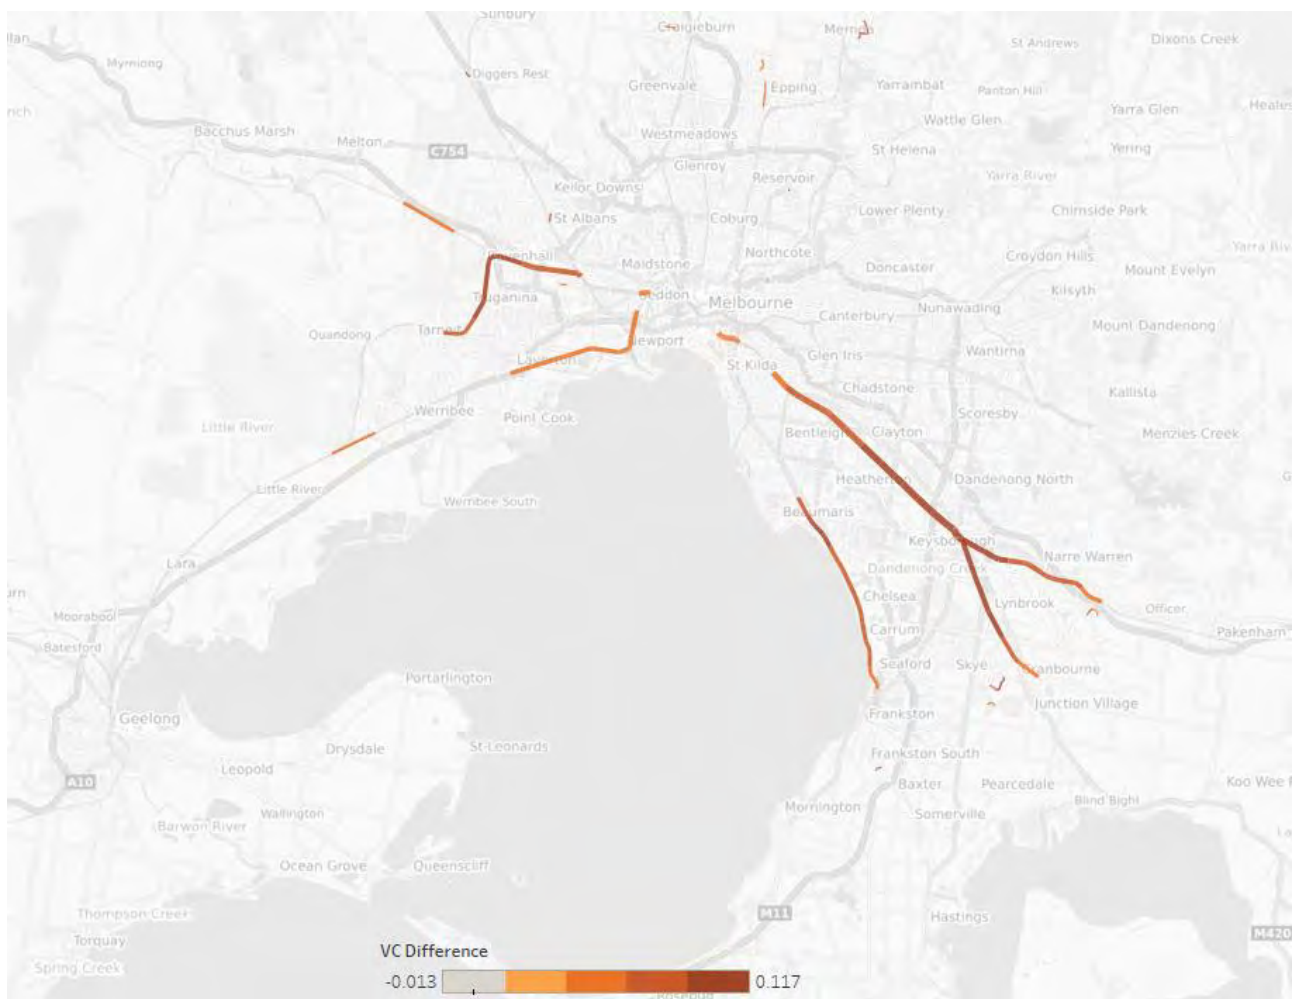 Sunbury
Craigieburn
St Andrews
Dixons Creek
Myrniong
Diggers Rest
Greenvale
Epping
Yarrambat
Panton Hill
Yarra Glen
Bacchus Marsh
Westmeadows
Wattle Glen
Melton
C754
Glenroy
St Helena
Yering
Keilor Downs
Reservoir
Yarra River
St Albans
Coburg
Lower Plenty
Chirnside Park
Northcote
Croydon Hills
Maidstone
Doncaster
Mount Evelyn
Truganina
Seddon
Melbourne
Nunawading
Kilsyth
Quandong
Tarneit
Newport
Canterbury
Mount Dandenong
Laverton
St Kilda
Glen Iris
Wantirna
Chadstone
Kallista
Werribee
Point Cook
Scoresby
Little River
Bentleigh
Clayton
Menzies Creek
Little River
Werribee South
Heatherton
Dandenong North
Beaumaris
Keysborough
Narre Warren
Lara
Dandenong Creek
Chelsea
Lynbrook
Officer
Moorabool
Batesford
Carrum
Pakenham
Portarlington
Seaford
Skye
Cranbourne
Geelong
Frankston
Junction Village
Drysdale
St Leonards
Leopold
Frankston South
A10
Baxter
Pearcedale
Koo Wee
Wallington
Mornington
Somerville
Blind Bight
Barwon River
Ocean Grove
Queenscliff
Thompson Creek
M11
Hastings
Torquay
M420
Spring Creek
VC Difference
-0.013
0.117
Rosebud